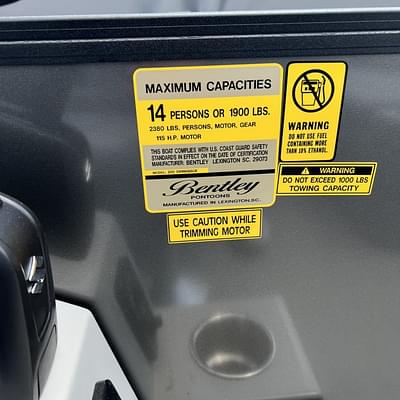 MAXIMUM CAPACITIES
14 PERSONS OR 1900 LBS.
2380 LBS. PERSONS, MOTOR, GEAR
115 H.P. MOTOR
THIS BOAT COMPLIES WITH U.S. COAST GUARD SAFETY
STANDARDS IN EFFECT ON THE DATE OF CERTIFICATION
MANUFACTURER: BENTLEY LEXINGTON SC. 29073
Bentley
PONTOONS
MANUFACTURED IN LEXINGTON, SC.
USE CAUTION WHILE
TRIMMING MOTOR
WARNING
DO NOT USE FUEL
CONTAINING MORE
THAN 10% ETHANOL.
WARNING
DO NOT EXCEED 1000 LBS
TOWING CAPACITY